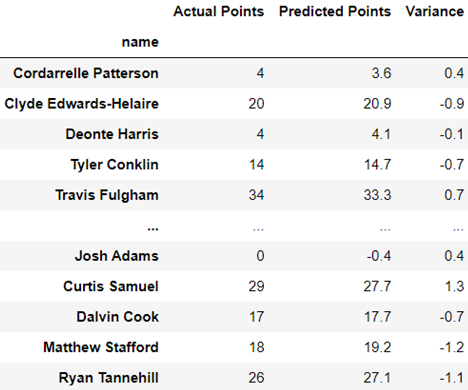 Actual Points Predicted Points Variance
name
Cordarrelle Patterson 4 3.6 0.4
Clyde Edwards-Helaire 20 20.9 -0.9
Deonte Harris 4 4.1 -0.1
Tyler Conklin 14 14.7 -0.7
Travis Fulgham 34 33.3 0.7
... ... ... ...
Josh Adams 0 -0.4 0.4
Curtis Samuel 29 27.7 1.3
Dalvin Cook 17 17.7 -0.7
Matthew Stafford 18 19.2 -1.2
Ryan Tannehill 26 27.1 -1.1